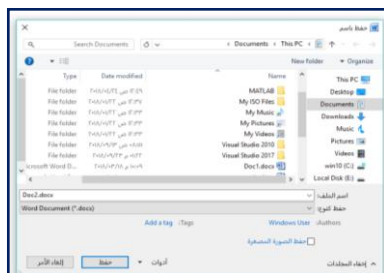 حفظ باسم
Search Documents
This PC › Documents ›
Organize New folder
Name Date modified Type
This PC
Desktop
Documents
Downloads
Music
Pictures
Videos
win10 (C:)
Local Disk (E:)
MATLAB File folder
My ISO Files File folder
My Music File folder
My Pictures File folder
My Videos File folder
Visual Studio 2010 File folder
Visual Studio 2017 File folder
Doc1.docx
اسم الملف: Doc2.docx
حفظ كنوع: Word Document (*.docx)
Authors: Windows User Tags: Add a tag
حفظ الصورة المصغرة
إخفاء المجلدات أدوات حفظ إلغاء الأمر